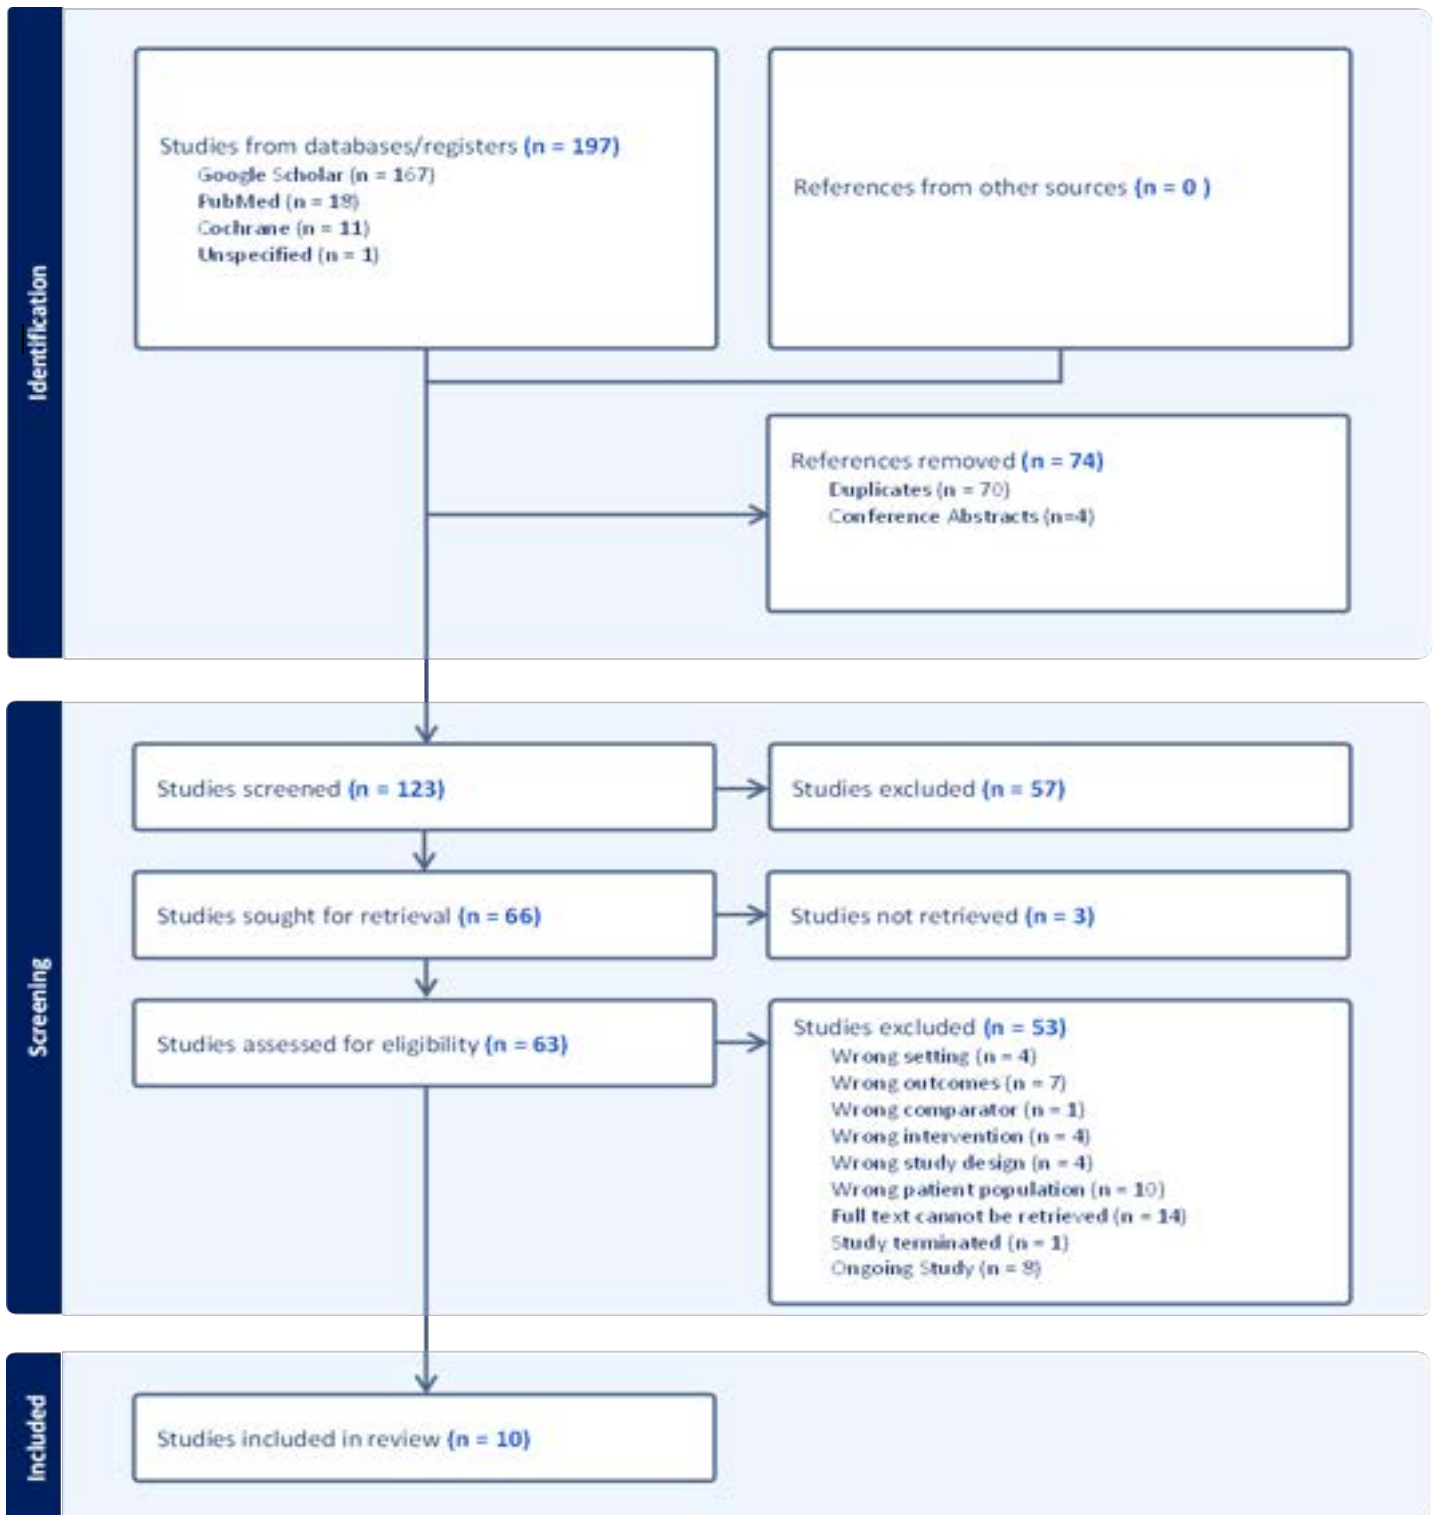 Identification
Studies from databases/registers (n = 197)
Google Scholar (n = 167)
PubMed (n = 18)
Cochrane (n = 11)
Unspecified (n = 1)
References from other sources (n = 0 )
References removed (n = 74)
Duplicates (n = 70)
Conference Abstracts (n=4)
Screening
Studies screened (n = 123)
Studies excluded (n = 57)
Studies sought for retrieval (n = 66)
Studies not retrieved (n = 3)
Studies assessed for eligibility (n = 63)
Studies excluded (n = 53)
Wrong setting (n = 4)
Wrong outcomes (n = 7)
Wrong comparator (n = 1)
Wrong intervention (n = 4)
Wrong study design (n = 4)
Wrong patient population (n = 10)
Full text cannot be retrieved (n = 14)
Study terminated (n = 1)
Ongoing Study (n = 8)
Included
Studies included in review (n = 10)